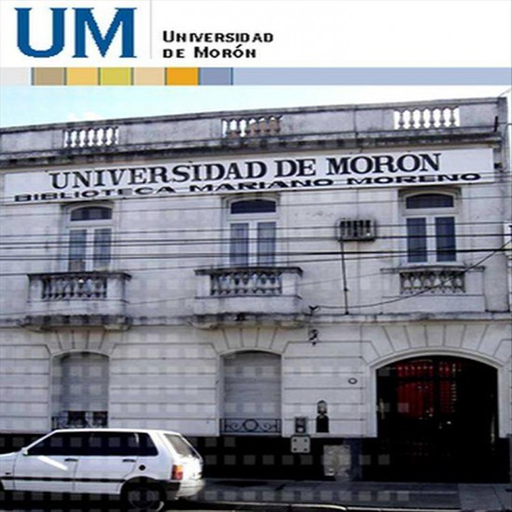 UM
UNIVERSIDAD
DE MORÓN
UNIVERSIDAD DE MORON
BIBLIOTECA MARIANO MORENO